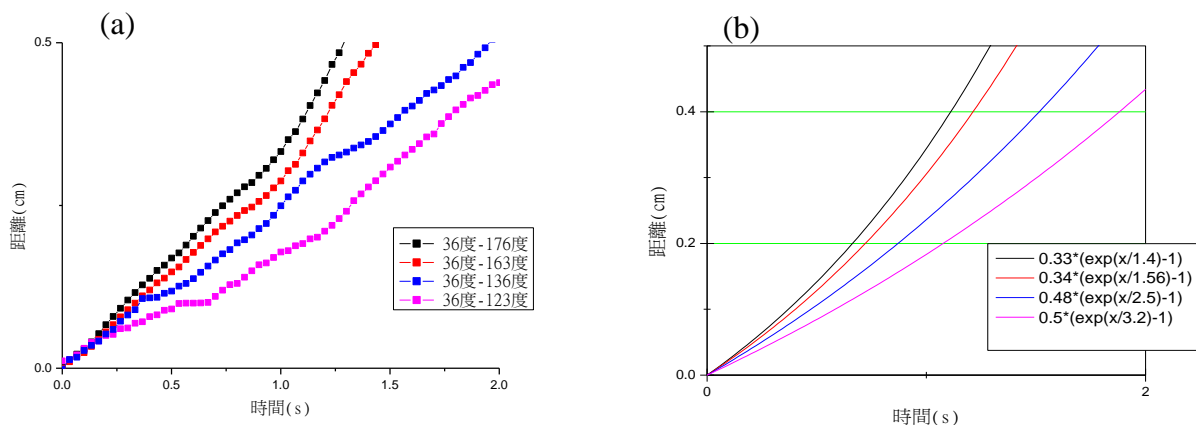 (a)
0.5
0.0
0.0
0.5
1.0
1.5
2.0
距離(cm)
時間(s)
36度-176度
36度-163度
36度-136度
36度-123度
(b)
0.4
0.2
0.0
0
2
距離(cm)
時間(s)
0.33*(exp(x/1.4)-1)
0.34*(exp(x/1.56)-1)
0.48*(exp(x/2.5)-1)
0.5*(exp(x/3.2)-1)